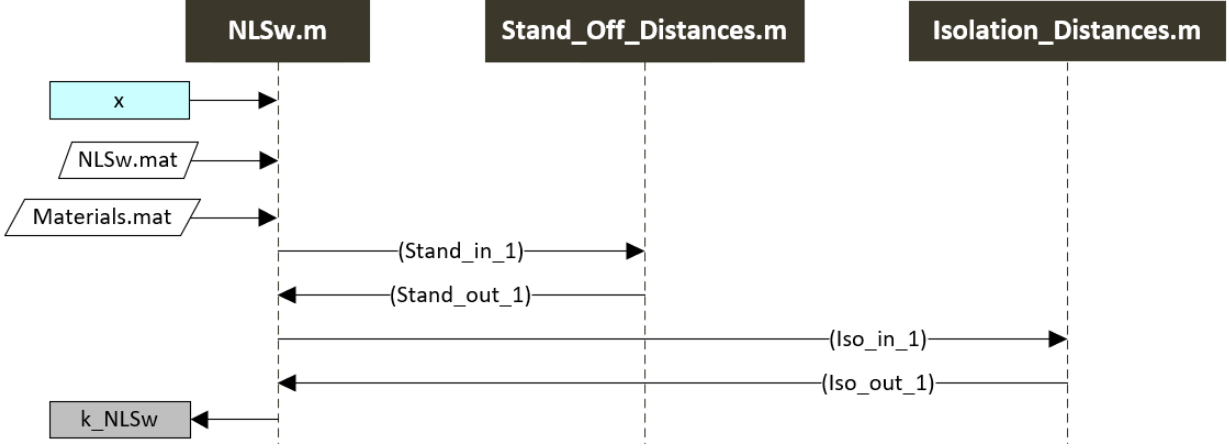 NLSw.m
Stand_Off_Distances.m
Isolation_Distances.m
x
NLSw.mat
Materials.mat
(Stand_in_1)
(Stand_out_1)
(Iso_in_1)
(Iso_out_1)
k_NLSw